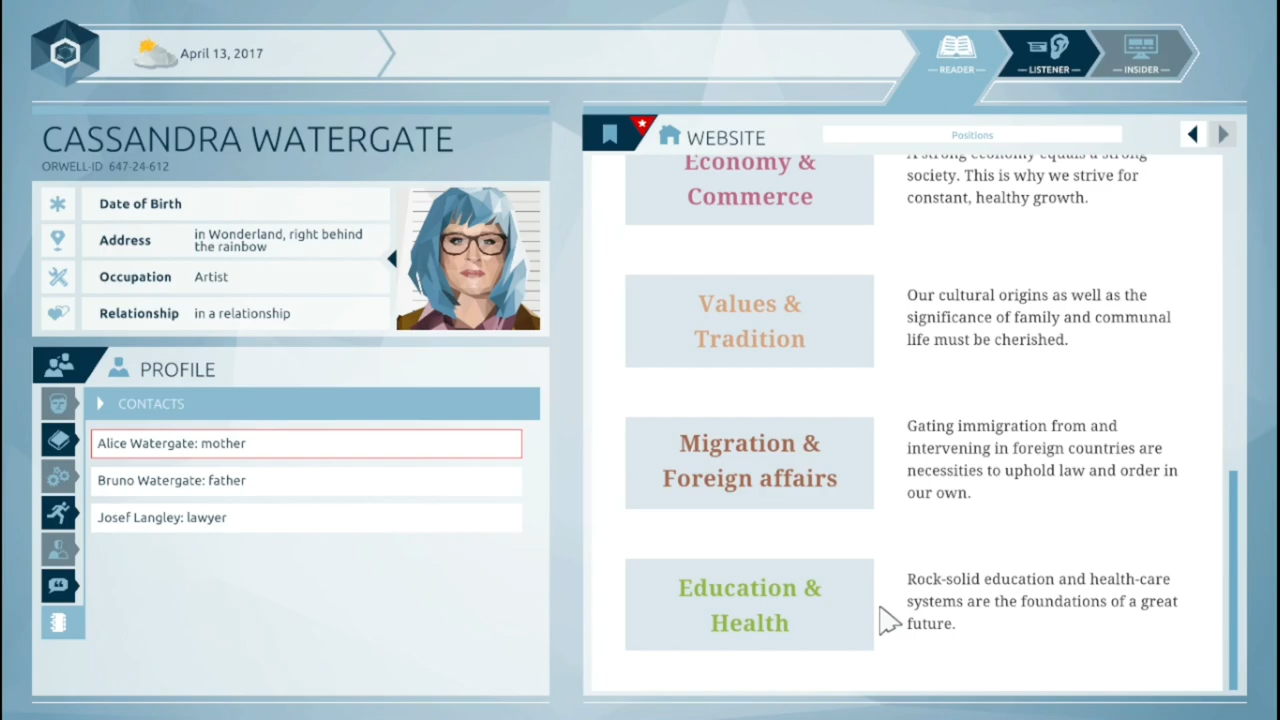 April 13, 2017
— READER —
— LISTENER —
— INSIDER —
CASSANDRA WATERGATE
ORWELL-ID: 647-24-612
Date of Birth
Address in Wonderland, right behind
the rainbow
Occupation Artist
Relationship in a relationship
PROFILE
CONTACTS
Alice Watergate: mother
Bruno Watergate: father
Josef Langley: lawyer
WEBSITE
Positions
Economy &
Commerce
A strong economy equals a strong
society. This is why we strive for
constant, healthy growth.
Values &
Tradition
Our cultural origins as well as the
significance of family and communal
life must be cherished.
Migration &
Foreign affairs
Gating immigration from and
intervening in foreign countries are
necessities to uphold law and order in
our own.
Education &
Health
Rock-solid education and health-care
systems are the foundations of a great
future.